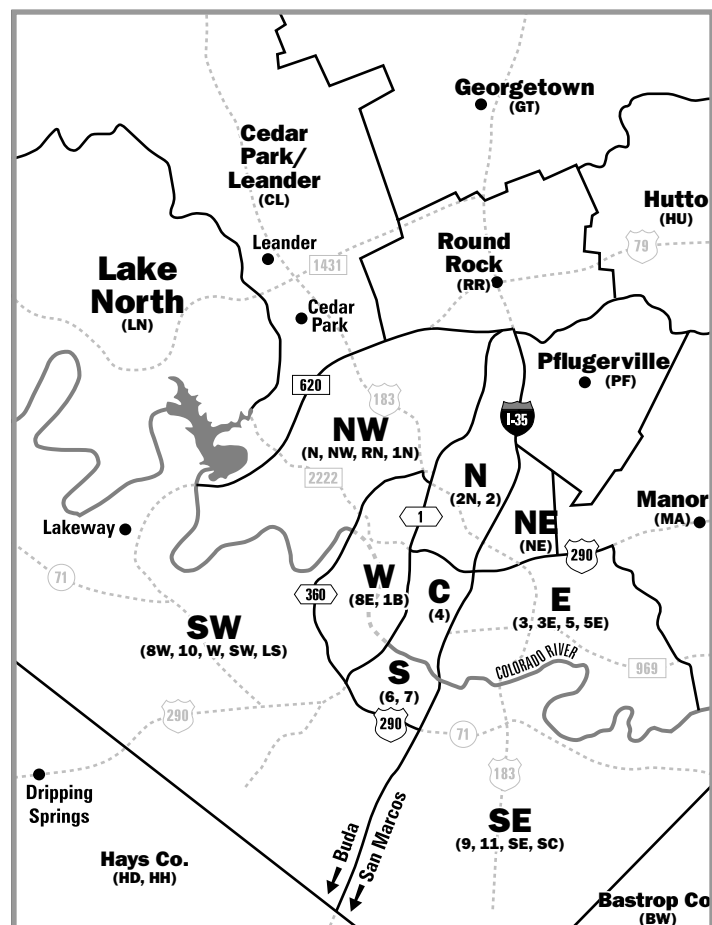 Georgetown
(GT)
Cedar
Park/
Leander
(CL)
Hutto
(HU)
Leander
Round
Rock
(RR)
79
1431
Lake
North
(LN)
Cedar
Park
Pflugerville
(PF)
620
183
I-35
NW
(N, NW, RN, 1N)
2222
N
(2N, 2)
Manor
(MA)
1
NE
(NE)
Lakeway
290
71
360
W
(8E, 1B)
C
(4)
E
(3, 3E, 5, 5E)
SW
(8W, 10, W, SW, LS)
COLORADO RIVER
969
S
(6, 7)
290
290
71
183
Dripping
Springs
SE
(9, 11, SE, SC)
Buda
San Marcos
Hays Co.
(HD, HH)
Bastrop Co
(BW)